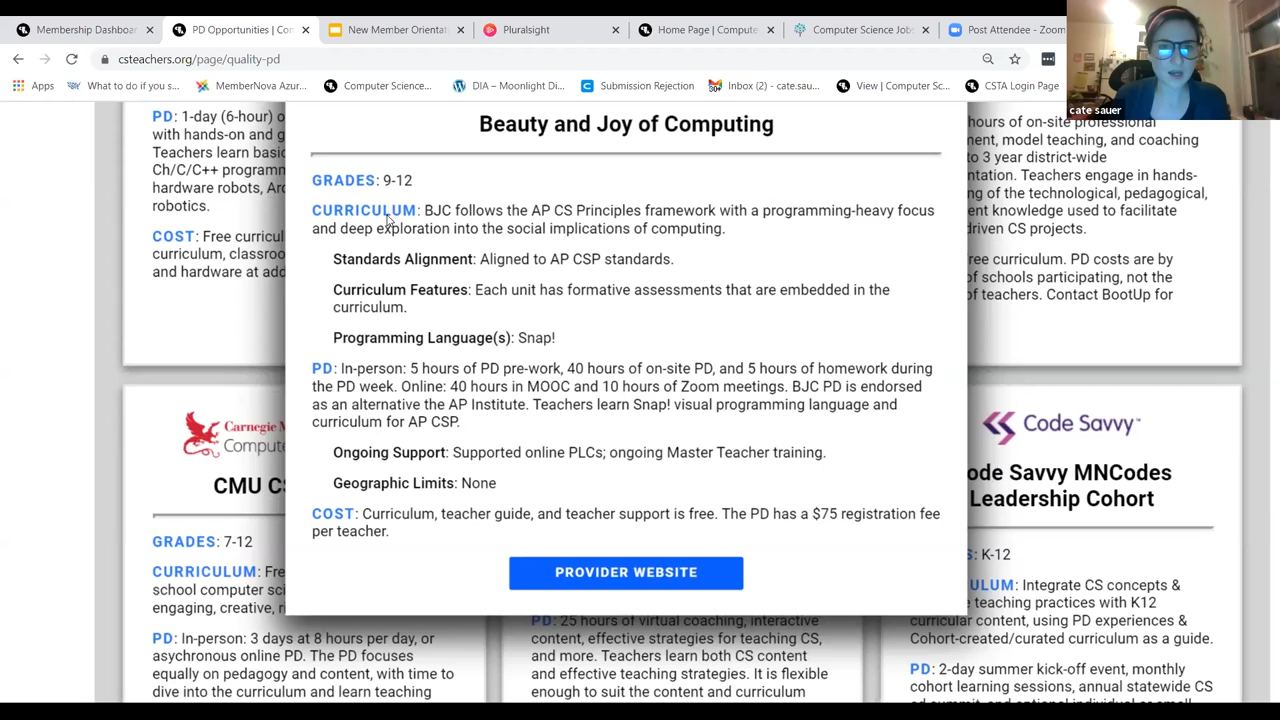 Membership Dashboa
PD Opportunities | Com
New Member Orientat
Pluralsight
Home Page | Compute
Computer Science Job
Post Attendee - Zoom
csteachers.org/page/quality-pd
Apps
What to do if you s...
MemberNova Azur...
Computer Science...
DIA – Moonlight Di...
Submission Rejection
Inbox (2) - cate.sau...
View | Computer Sc...
CSTA Login Page
cate sauer
PD: 1-day (6-hour) o
with hands-on and g
Teachers learn basic
Ch/C/C++ programm
hardware robots, Ar
robotics.
COST: Free curricul
curriculum, classroo
and hardware at add
Beauty and Joy of Computing
GRADES: 9-12
CURRICULUM: BJC follows the AP CS Principles framework with a programming-heavy focus
and deep exploration into the social implications of computing.
Standards Alignment: Aligned to AP CSP standards.
Curriculum Features: Each unit has formative assessments that are embedded in the
curriculum.
Programming Language(s): Snap!
PD: In-person: 5 hours of PD pre-work, 40 hours of on-site PD, and 5 hours of homework during
the PD week. Online: 40 hours in MOOC and 10 hours of Zoom meetings. BJC PD is endorsed
as an alternative the AP Institute. Teachers learn Snap! visual programming language and
curriculum for AP CSP.
Ongoing Support: Supported online PLCs; ongoing Master Teacher training.
Geographic Limits: None
COST: Curriculum, teacher guide, and teacher support is free. The PD has a $75 registration fee
per teacher.
PROVIDER WEBSITE
hours of on-site professional
ment, model teaching, and coaching
to 3 year district-wide
ntation. Teachers engage in hands-
ng of the technological, pedagogical,
ent knowledge used to facilitate
driven CS projects.
ree curriculum. PD costs are by
of schools participating, not the
of teachers. Contact BootUp for
Carnegie M
Compute
CMU CS
GRADES: 7-12
CURRICULUM: Fre
school computer sci
engaging, creative, r
PD: In-person: 3 days at 8 hours per day, or
asychronous online PD. The PD focuses
equally on pedagogy and content, with time to
dive into the curriculum and learn teaching
PD: 25 hours of virtual coaching, interactive
content, effective strategies for teaching CS,
and more. Teachers learn both CS content
and effective teaching strategies. It is flexible
enough to suit the content and curriculum
Code Savvy™
ode Savvy MNCodes
Leadership Cohort
S: K-12
ULUM: Integrate CS concepts &
e teaching practices with K12
curricular content, using PD experiences &
Cohort-created/curated curriculum as a guide.
PD: 2-day summer kick-off event, monthly
cohort learning sessions, annual statewide CS